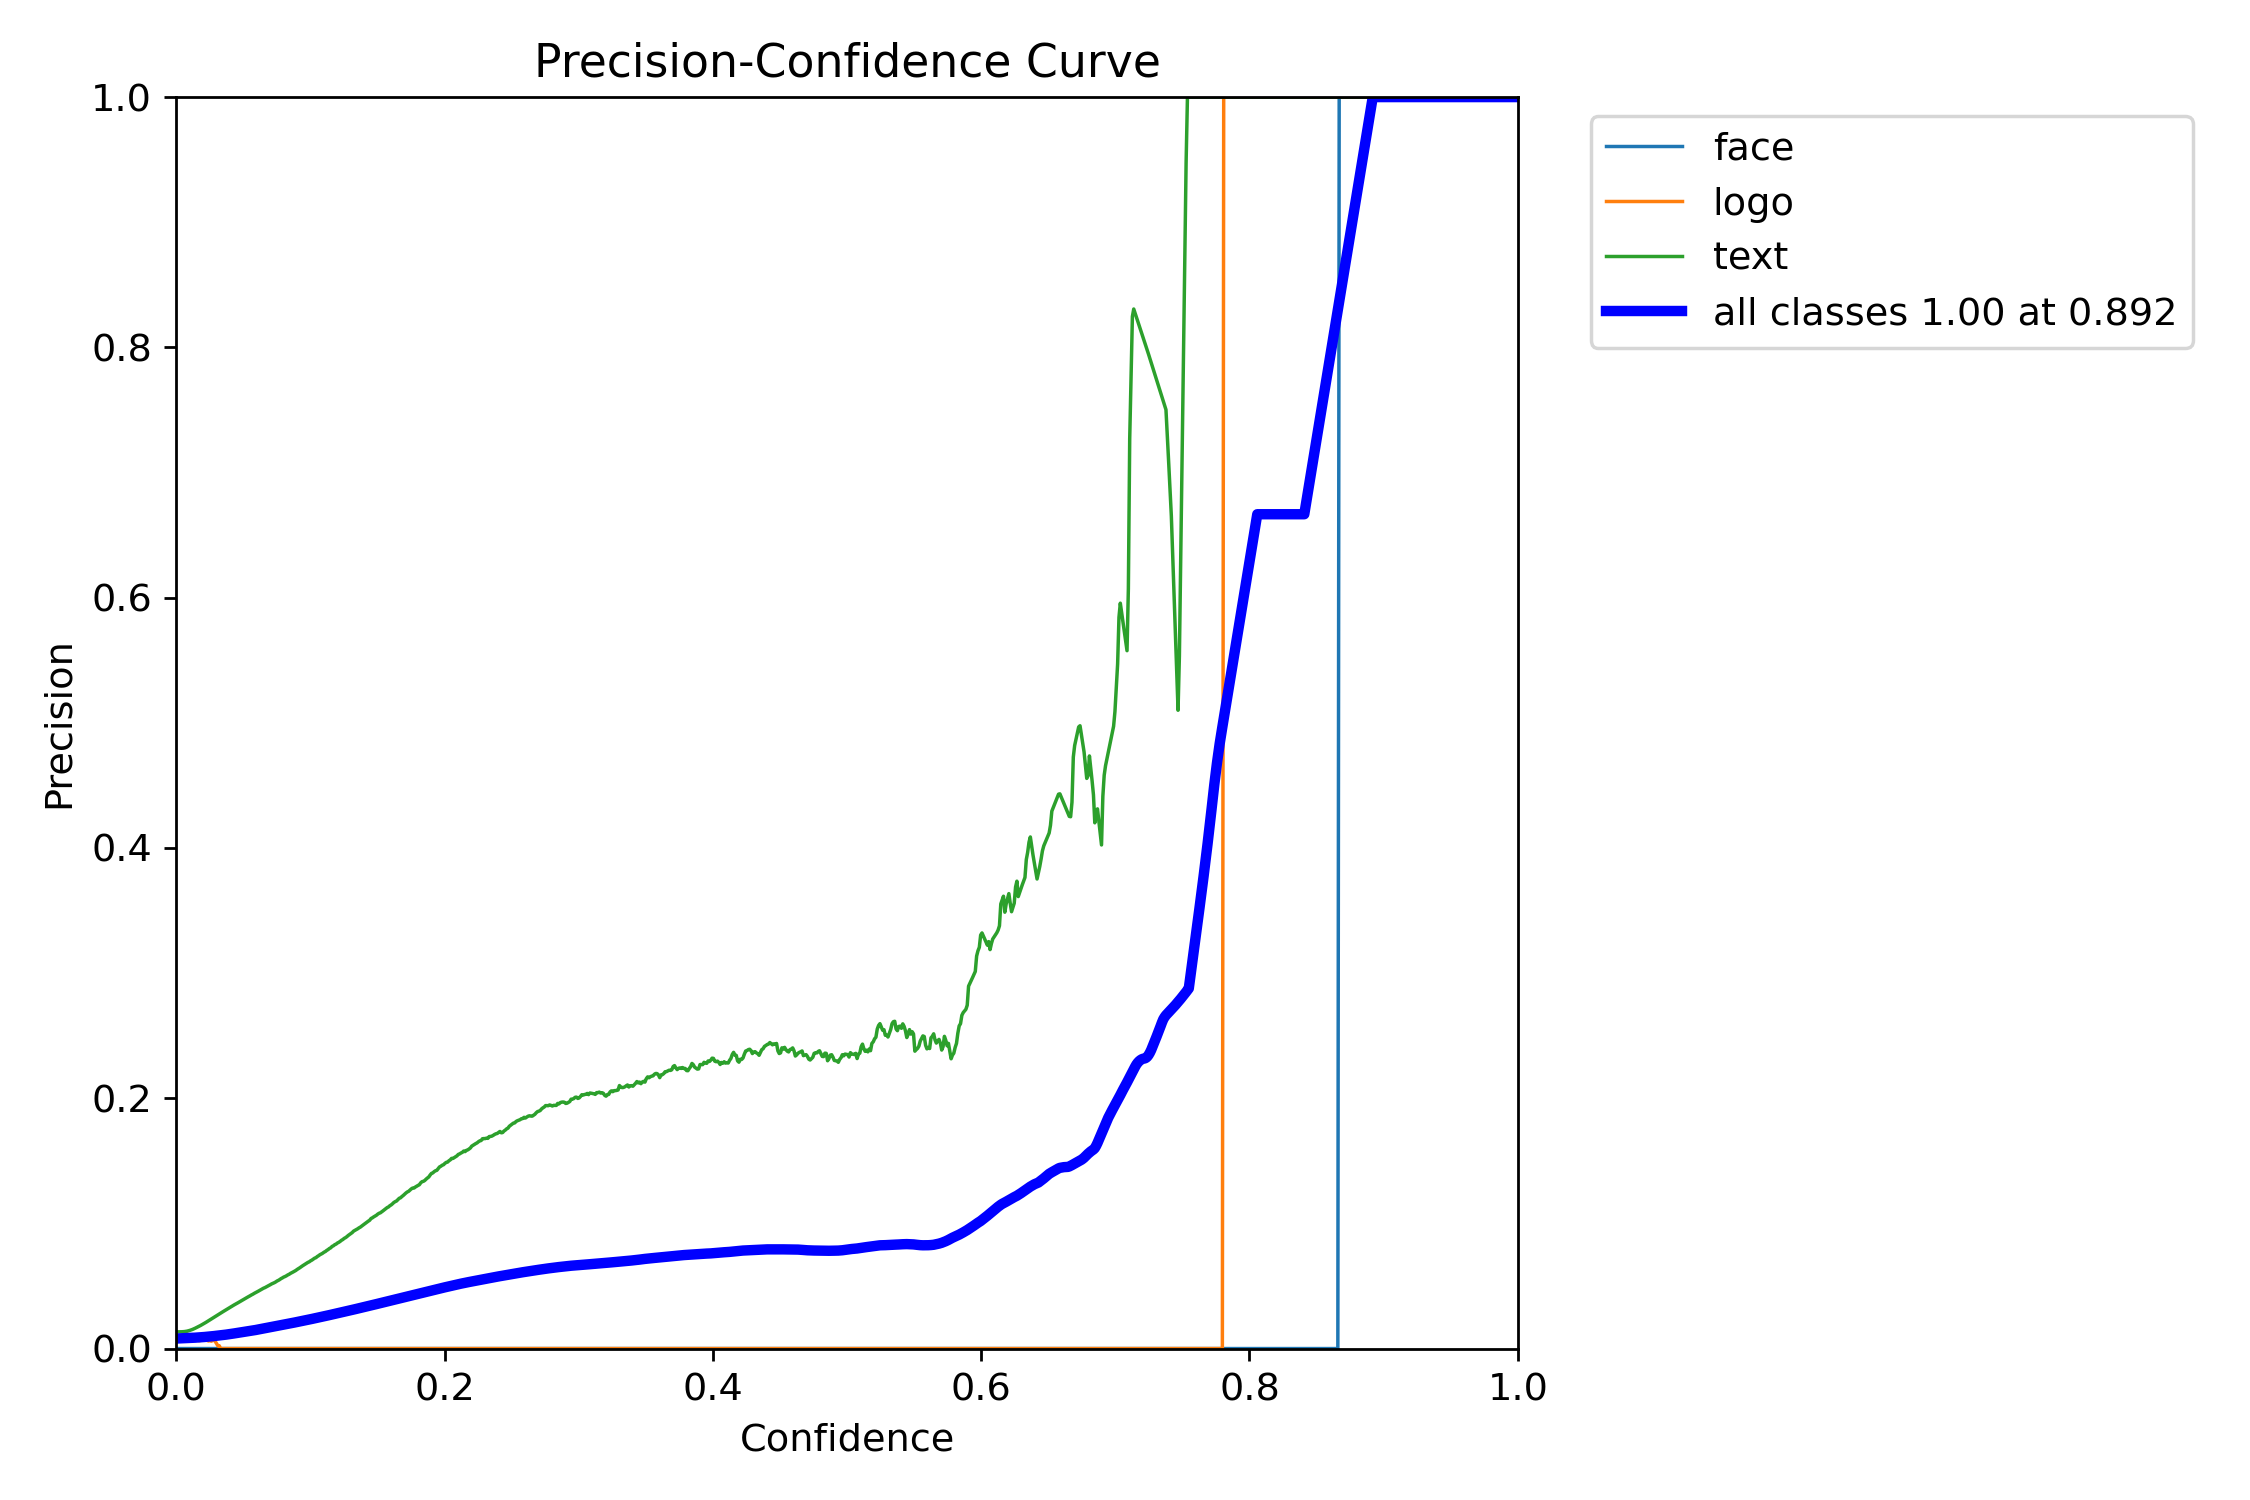 Precision-Confidence Curve
1.0
0.8
0.6
0.4
0.2
0.0
Precision
0.0 0.2 0.4 0.6 0.8 1.0
Confidence
face
logo
text
all classes 1.00 at 0.892